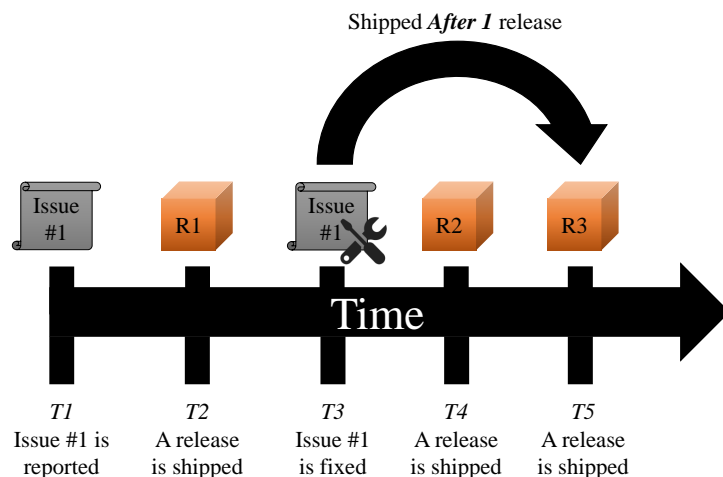 Shipped After 1 release
Issue
#1
R1
Issue
#1
R2
R3
Time
T1
Issue #1 is
reported
T2
A release
is shipped
T3
Issue #1
is fixed
T4
A release
is shipped
T5
A release
is shipped